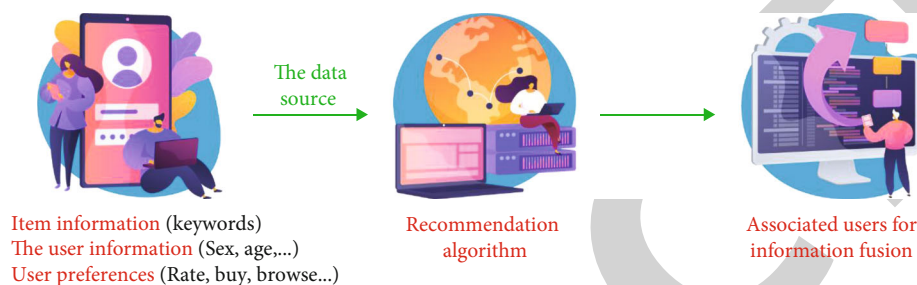 The data
source
Item information (keywords)
The user information (Sex, age,...)
User preferences (Rate, buy, browse...)
Recommendation
algorithm
Associated users for
information fusion